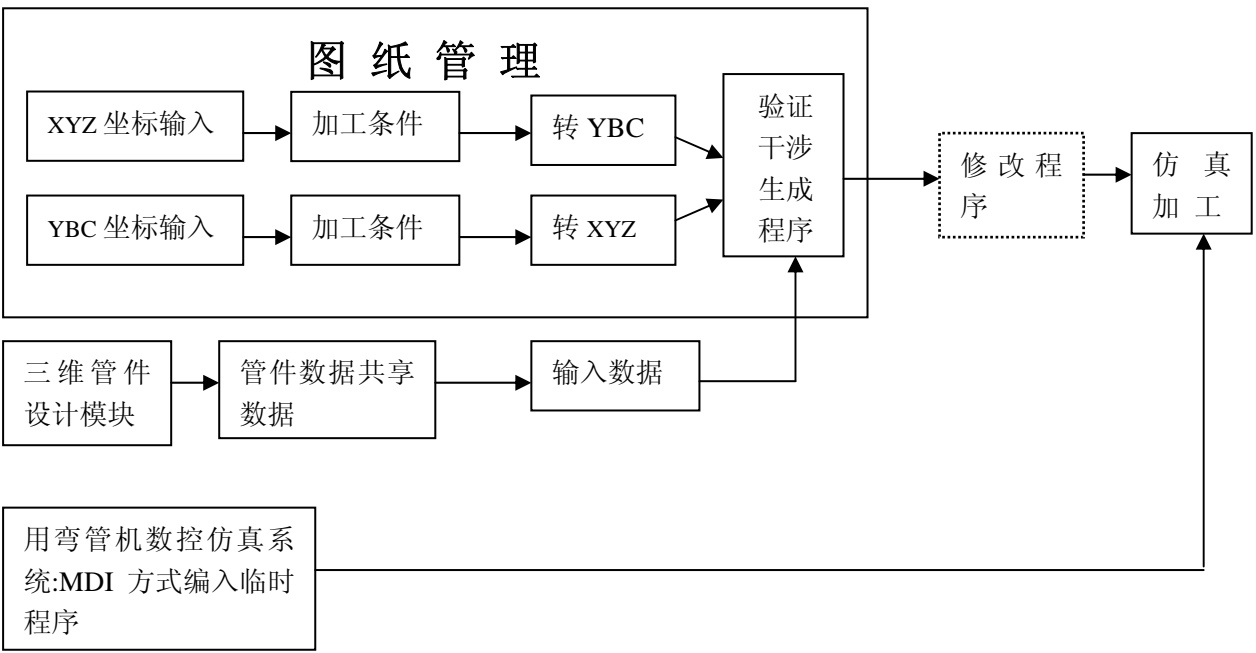 图纸管理
XYZ 坐标输入
加工条件
转 YBC
验证
干涉
生成
程序
修改程
序
仿真
加工
YBC 坐标输入
加工条件
转 XYZ
三维管件
设计模块
管件数据共享
数据
输入数据
用弯管机数控仿真系
统:MDI 方式编入临时
程序